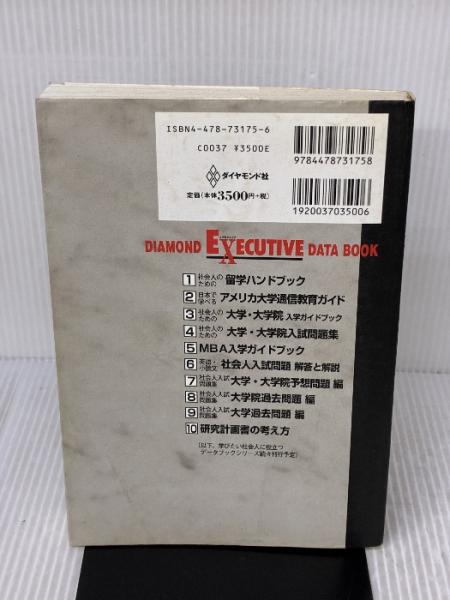 ISBN4-478-73175-6
C0037 ¥3500E
ダイヤモンド社
定価(本体3500円+税)
9784478731758
1920037035006
DIAMOND EXECUTIVE DATA BOOK
1 社会人のための 留学ハンドブック
2 日本で学べる アメリカ大学通信教育ガイド
3 社会人のための 大学・大学院 入学ガイドブック
4 社会人のための 大学・大学院入試問題集
5 MBA入学ガイドブック
6 英語・小論文 社会人入試問題 解答と解説
7 社会人入試問題集 大学・大学院予想問題 編
8 社会人入試問題集 大学院過去問題 編
9 社会人入試問題集 大学過去問題 編
10 研究計画書の考え方
(以下、学びたい社会人に役立つ
データブックシリーズ続々刊行予定)